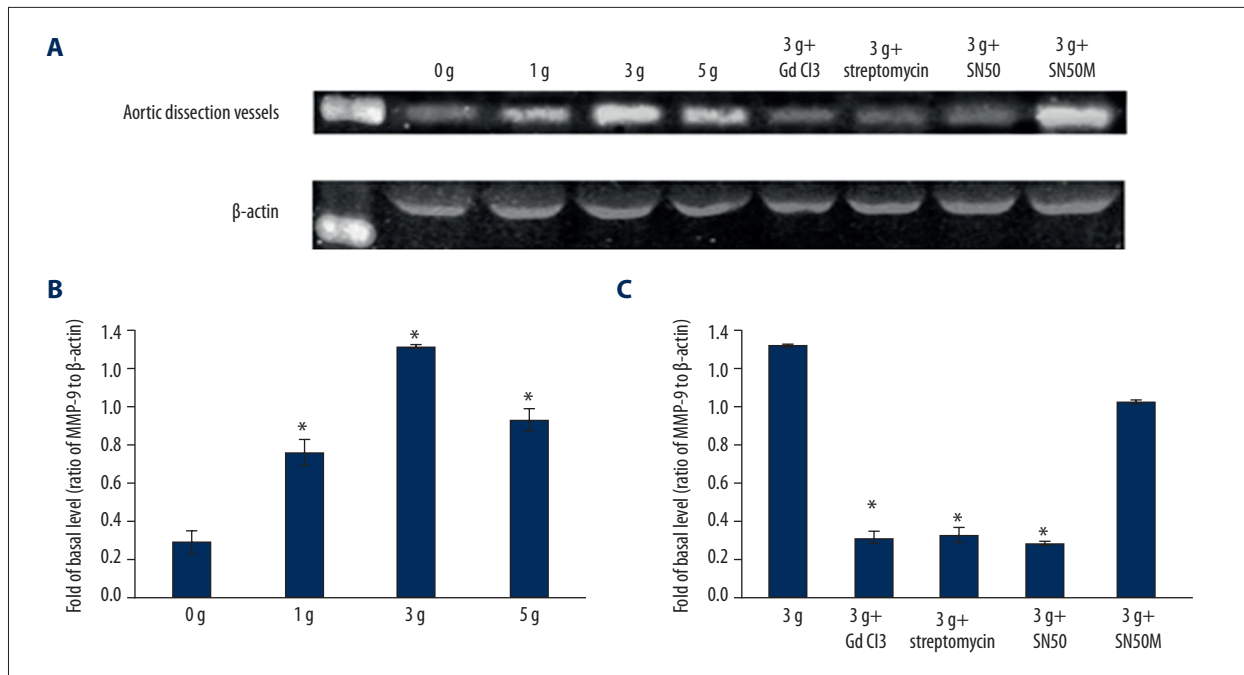 A
0 g
1 g
3 g
5 g
3 g+
Gd Cl3
3 g+
streptomycin
3 g+
SN50
3 g+
SN50M
Aortic dissection vessels
β-actin
B
Fold of basal level (ratio of MMP-9 to β-actin)
1.4
1.0
1.0
0.8
0.6
0.4
0.2
0.0
*
*
*
0 g
1 g
3 g
5 g
C
Fold of basal level (ratio of MMP-9 to β-actin)
1.4
1.0
1.0
0.8
0.6
0.4
0.2
0.0
*
*
*
3 g
3 g+
Gd Cl3
3 g+
streptomycin
3 g+
SN50
3 g+
SN50M